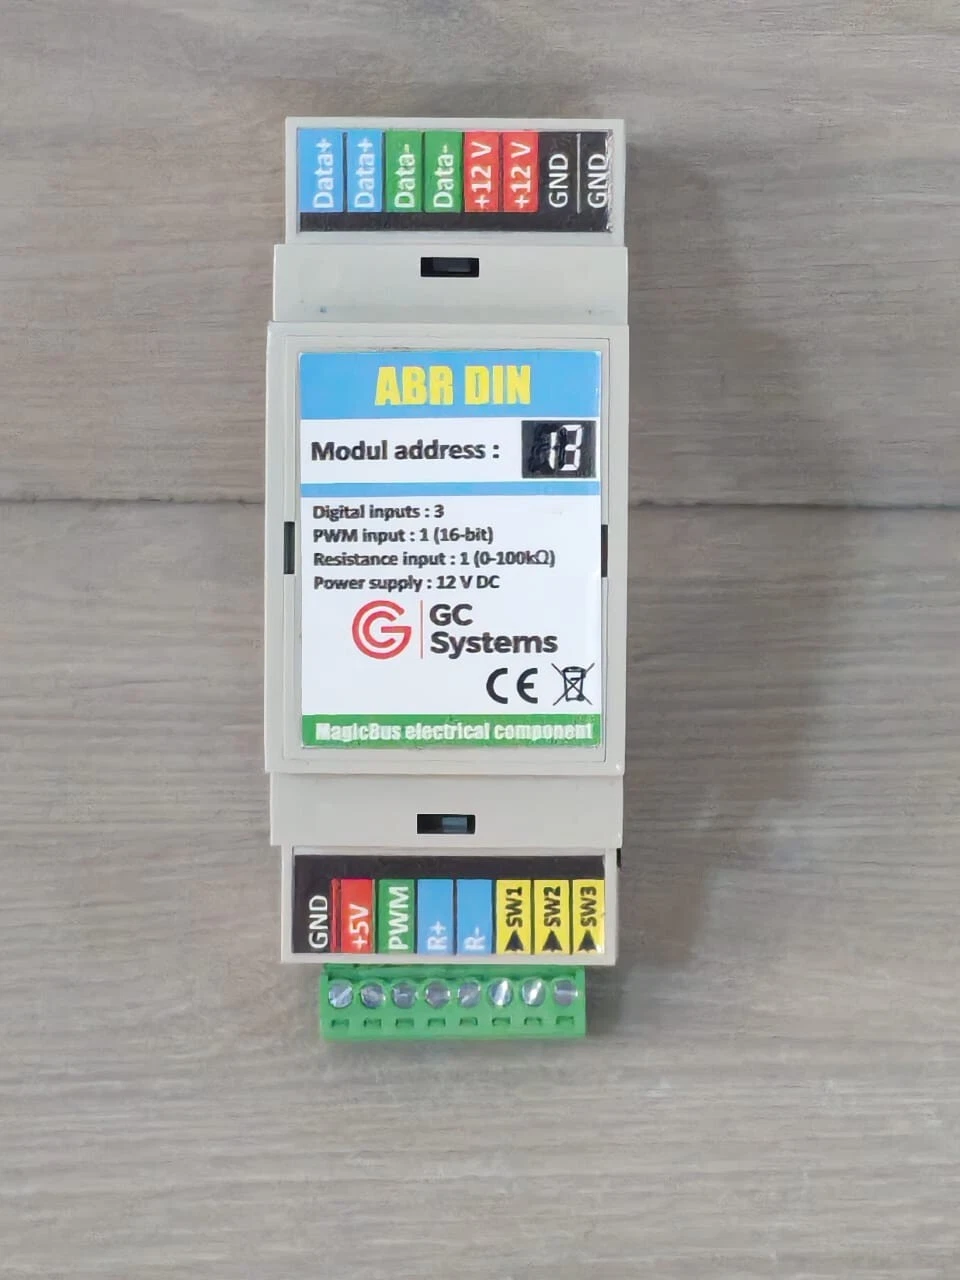 Data+ Data+ Data- Data- +12 V +12 V GND GND
ABR DIN
Modul address : 13
Digital inputs : 3
PWM input : 1 (16-bit)
Resistance input : 1 (0-100kΩ)
Power supply : 12 V DC
GC
Systems
CE
MagicBus electrical component
GND +5V PWM R+ R- SW1 SW2 SW3